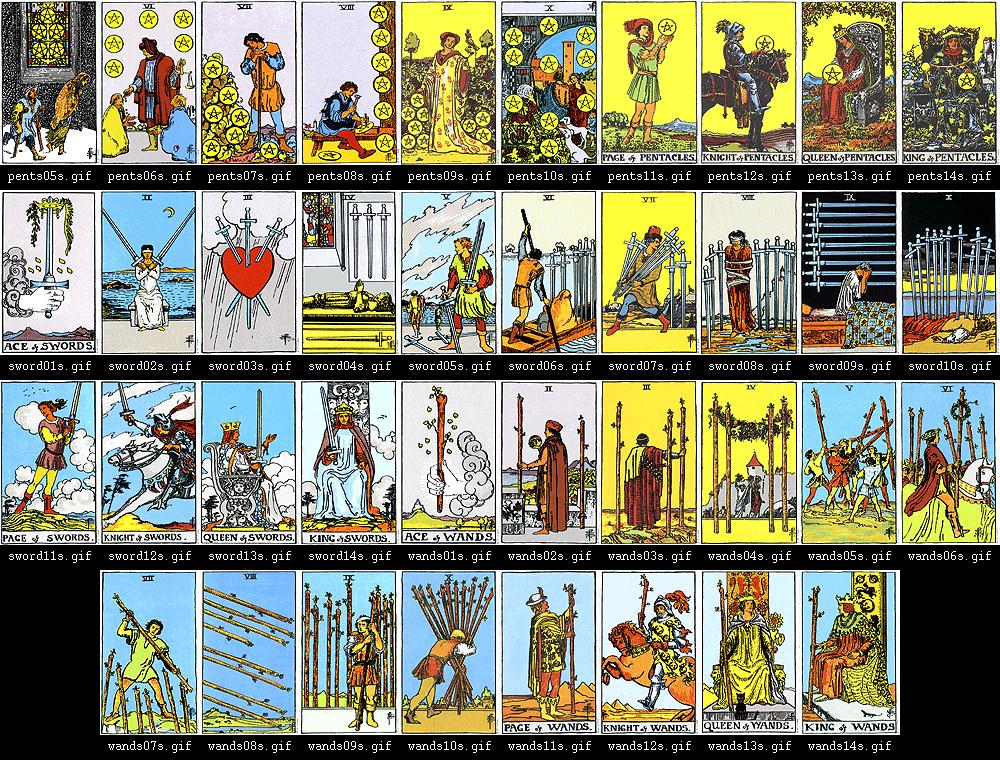 VI VII VIII IX X PAGE of PENTACLES. KNIGHT of PENTACLES. QUEEN of PENTACLES KING of PENTACLES.
pents05s.gif pents06s.gif pents07s.gif pents08s.gif pents09s.gif pents10s.gif pents11s.gif pents12s.gif pents13s.gif pents14s.gif
II III IV V VI VII VIII IX X
ACE of SWORDS.
sword01s.gif sword02s.gif sword03s.gif sword04s.gif sword05s.gif sword06s.gif sword07s.gif sword08s.gif sword09s.gif sword10s.gif
II III IV V VI
PAGE of SWORDS. KNIGHT of SWORDS. QUEEN of SWORDS. KING of SWORDS. ACE of WANDS.
sword11s.gif sword12s.gif sword13s.gif sword14s.gif wands01s.gif wands02s.gif wands03s.gif wands04s.gif wands05s.gif wands06s.gif
VII VIII IX X
PAGE of WANDS. KNIGHT of WANDS. QUEEN of WANDS. KING of WANDS.
wands07s.gif wands08s.gif wands09s.gif wands10s.gif wands11s.gif wands12s.gif wands13s.gif wands14s.gif